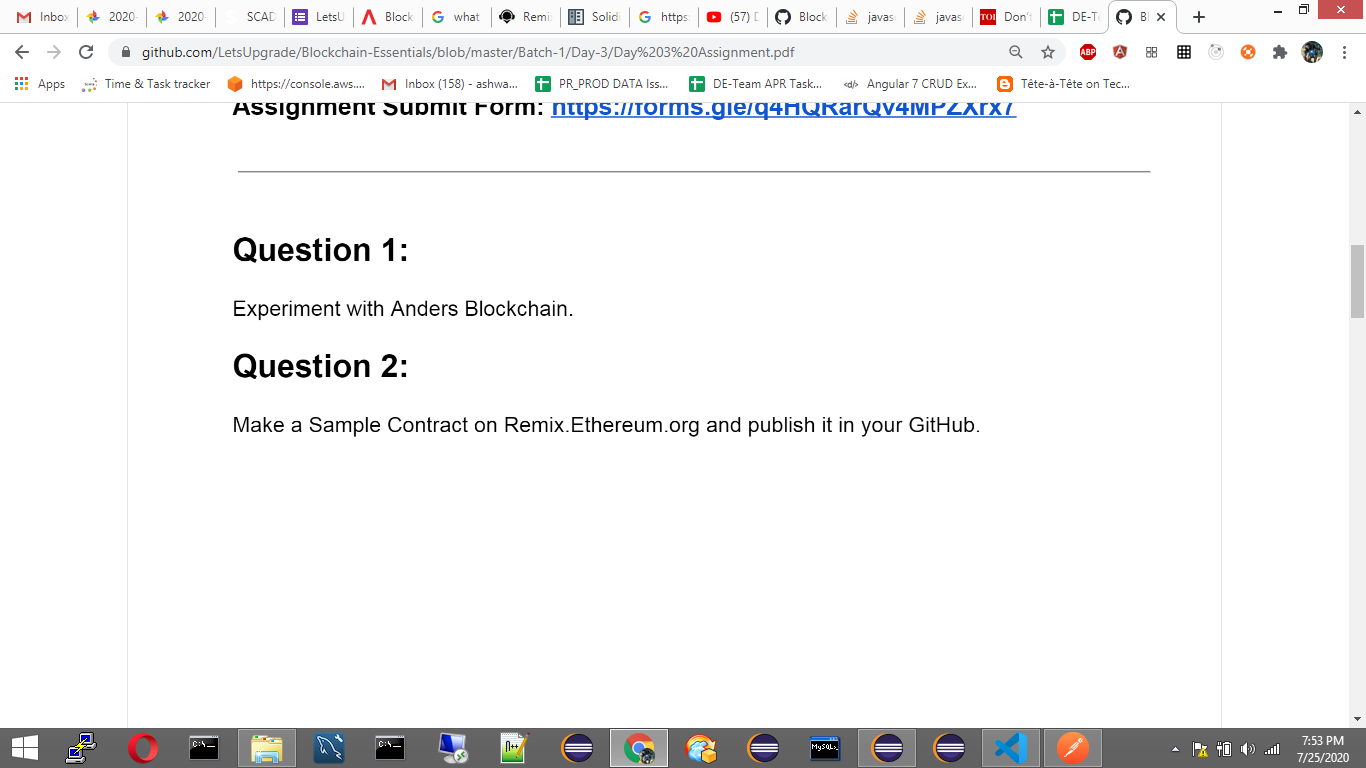 Inbox
2020-
2020-
SCAD
LetsU
Block
what
Remi
Solidi
https:
(57) D
Block
javas
javas
TOI Don't
DE-T
Bl
github.com/LetsUpgrade/Blockchain-Essentials/blob/master/Batch-1/Day-3/Day%203%20Assignment.pdf
ABP
Apps
Time & Task tracker
https://console.aws....
Inbox (158) - ashwa...
PR_PROD DATA Iss...
DE-Team APR Task...
Angular 7 CRUD Ex...
Tête-à-Tête on Tec...
Assignment Submit Form: https://forms.gle/q4HQRarQv4MPZXrx7
Question 1:
Experiment with Anders Blockchain.
Question 2:
Make a Sample Contract on Remix.Ethereum.org and publish it in your GitHub.
7:53 PM
7/25/2020